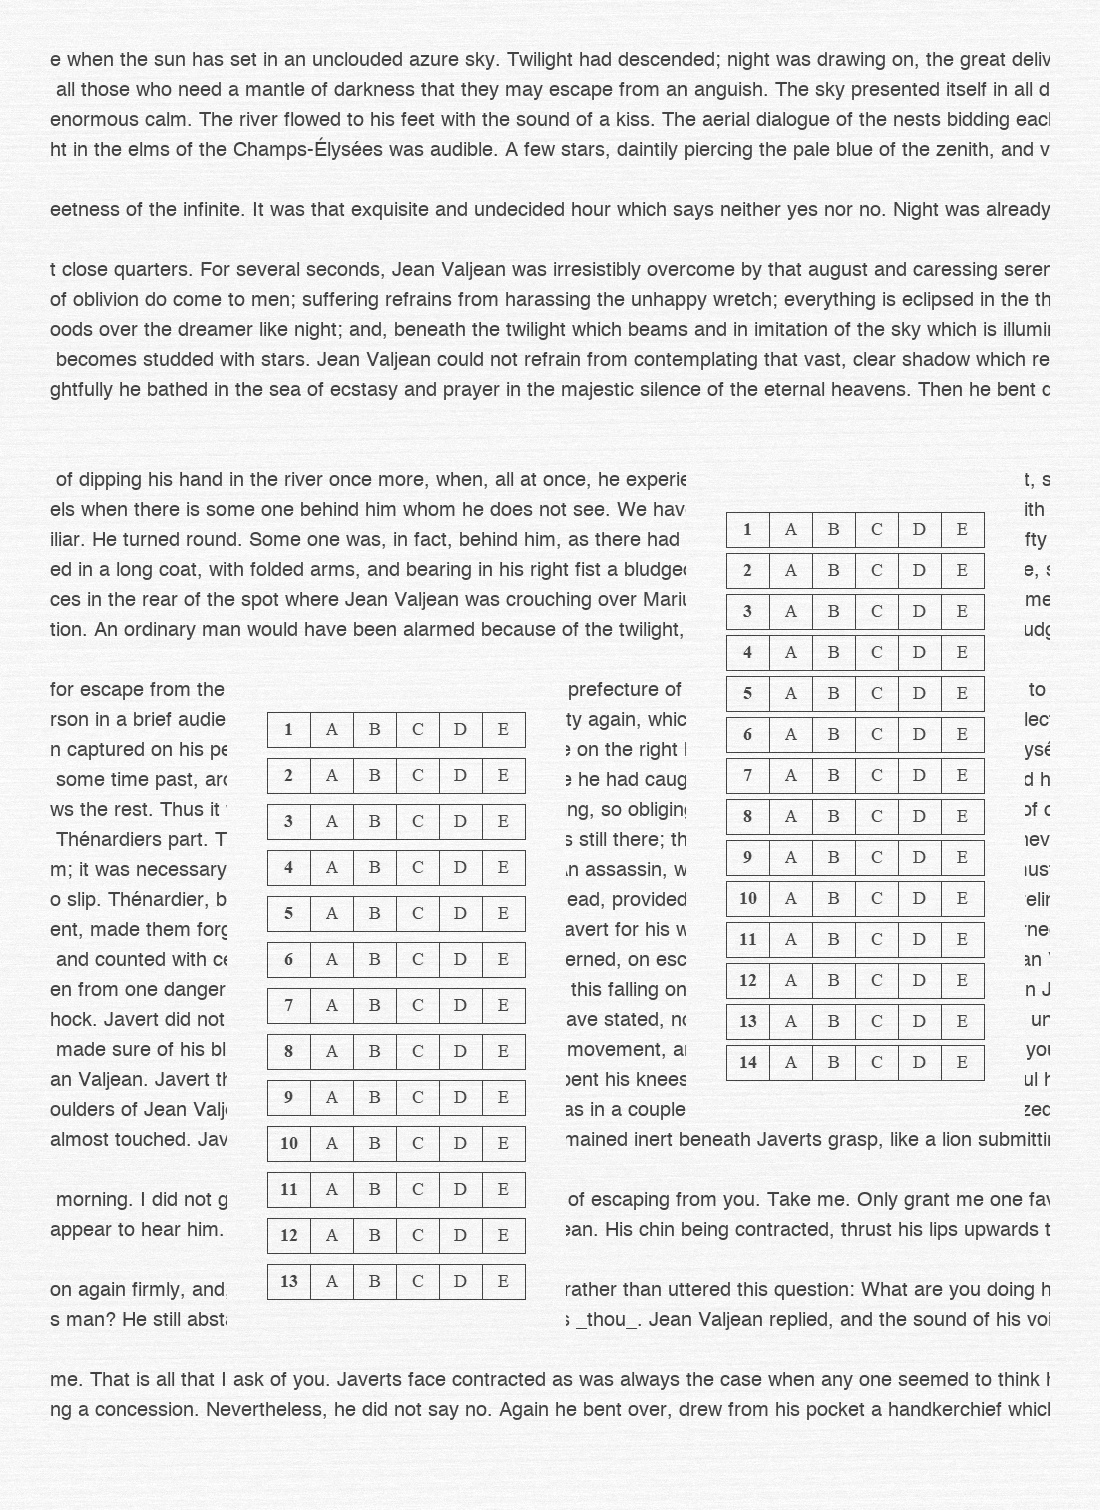 e when the sun has set in an unclouded azure sky. Twilight had descended; night was drawing on, the great deliv
all those who need a mantle of darkness that they may escape from an anguish. The sky presented itself in all d
enormous calm. The river flowed to his feet with the sound of a kiss. The aerial dialogue of the nests bidding eac
ht in the elms of the Champs-Élysées was audible. A few stars, daintily piercing the pale blue of the zenith, and v
eetness of the infinite. It was that exquisite and undecided hour which says neither yes nor no. Night was already
t close quarters. For several seconds, Jean Valjean was irresistibly overcome by that august and caressing seren
of oblivion do come to men; suffering refrains from harassing the unhappy wretch; everything is eclipsed in the th
oods over the dreamer like night; and, beneath the twilight which beams and in imitation of the sky which is illumin
becomes studded with stars. Jean Valjean could not refrain from contemplating that vast, clear shadow which re
ghtfully he bathed in the sea of ecstasy and prayer in the majestic silence of the eternal heavens. Then he bent d
of dipping his hand in the river once more, when, all at once, he experie t, s
els when there is some one behind him whom he does not see. We hav ith
iliar. He turned round. Some one was, in fact, behind him, as there had fty
ed in a long coat, with folded arms, and bearing in his right fist a bludge e, s
ces in the rear of the spot where Jean Valjean was crouching over Mariu me
tion. An ordinary man would have been alarmed because of the twilight, udg
for escape from the prefecture of to
rson in a brief audie ty again, whic lect
n captured on his pe e on the right ysé
some time past, aro e he had caug d h
ws the rest. Thus it ng, so obliging of
Thénardiers part. T s still there; th nev
m; it was necessary n assassin, w nus
o slip. Thénardier, b ead, provided elin
ent, made them forg avert for his w rne
and counted with ce erned, on esc an
en from one danger this falling on n J
hock. Javert did not ave stated, no un
made sure of his bl movement, a you
an Valjean. Javert th bent his knees ul h
oulders of Jean Valj as in a couple zed
almost touched. Jav mained inert beneath Javerts grasp, like a lion submittin
morning. I did not g of escaping from you. Take me. Only grant me one fav
appear to hear him. ean. His chin being contracted, thrust his lips upwards t
on again firmly, and rather than uttered this question: What are you doing h
s man? He still abst s _thou_. Jean Valjean replied, and the sound of his voi
me. That is all that I ask of you. Javerts face contracted as was always the case when any one seemed to think h
ng a concession. Nevertheless, he did not say no. Again he bent over, drew from his pocket a handkerchief which
1 A B C D E
2 A B C D E
3 A B C D E
4 A B C D E
5 A B C D E
6 A B C D E
7 A B C D E
8 A B C D E
9 A B C D E
10 A B C D E
11 A B C D E
12 A B C D E
13 A B C D E
1 A B C D E
2 A B C D E
3 A B C D E
4 A B C D E
5 A B C D E
6 A B C D E
7 A B C D E
8 A B C D E
9 A B C D E
10 A B C D E
11 A B C D E
12 A B C D E
13 A B C D E
14 A B C D E